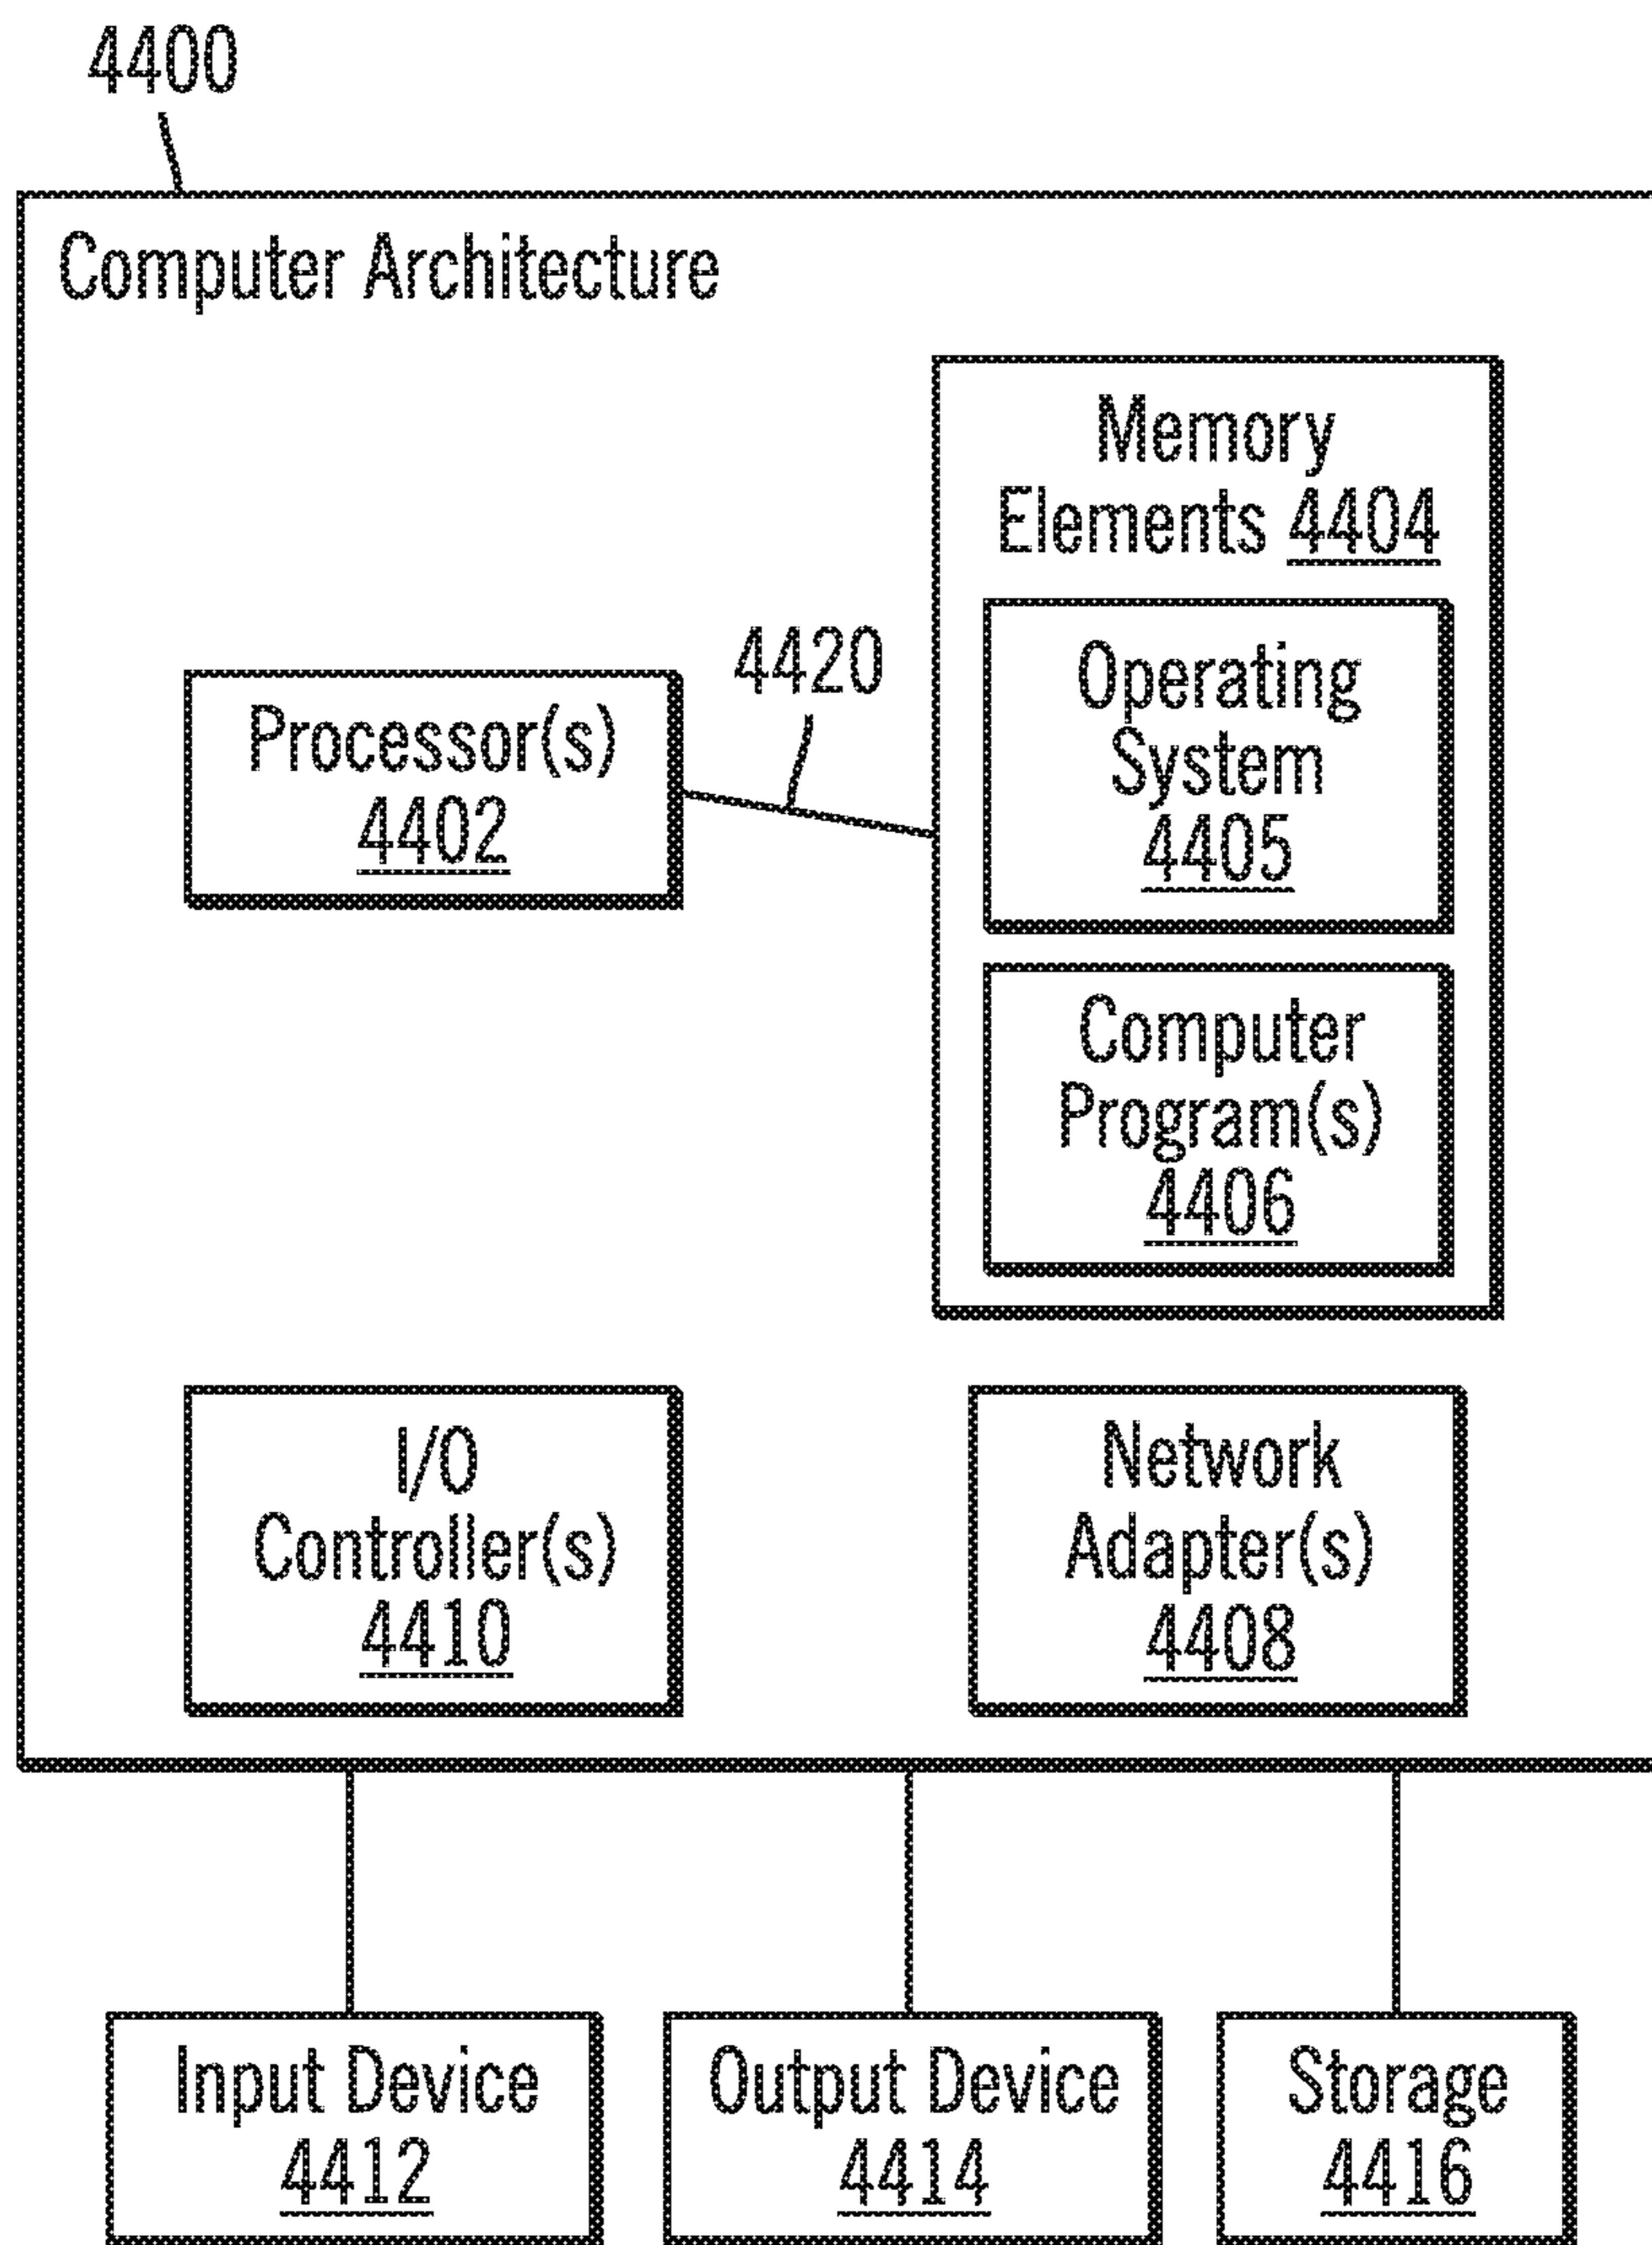 4400
Computer Architecture
Memory
Elements 4404
Operating
System
4405
4420
Processor(s)
4402
Computer
Program(s)
4406
I/O
Controller(s)
4410
Network
Adapter(s)
4408
Input Device
4412
Output Device
4414
Storage
4416